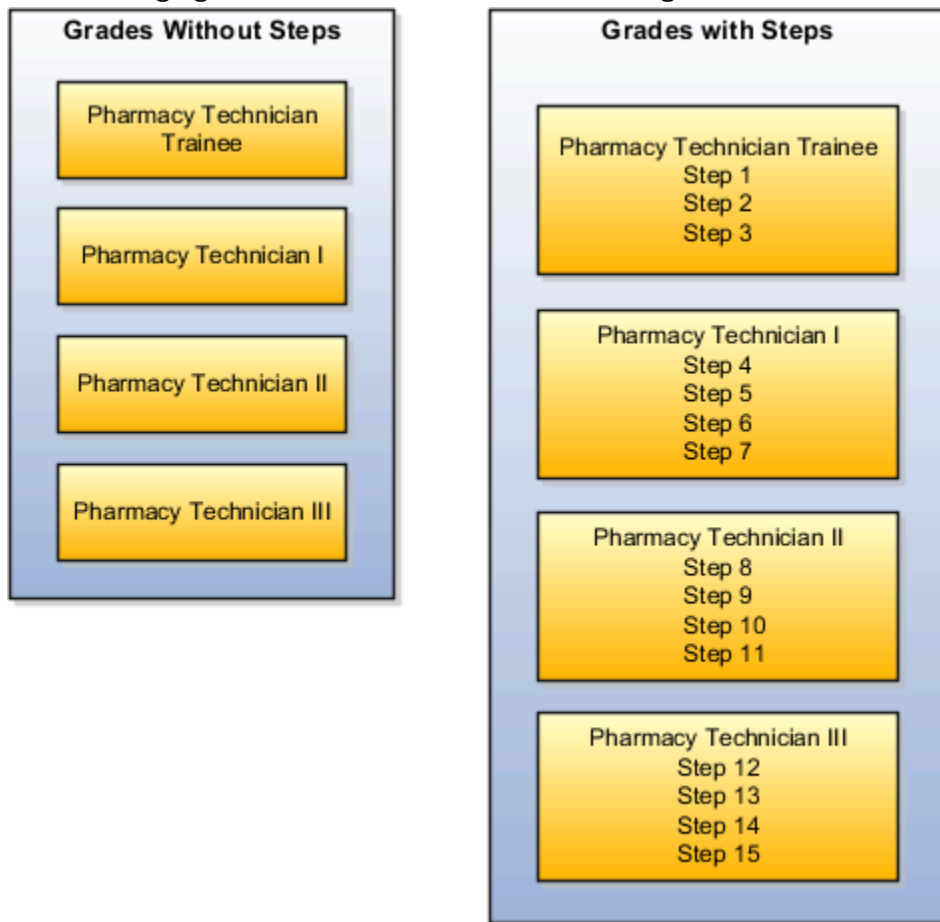 Grades Without Steps
Pharmacy Technician
Trainee
Pharmacy Technician I
Pharmacy Technician II
Pharmacy Technician III
Grades with Steps
Pharmacy Technician Trainee
Step 1
Step 2
Step 3
Pharmacy Technician I
Step 4
Step 5
Step 6
Step 7
Pharmacy Technician II
Step 8
Step 9
Step 10
Step 11
Pharmacy Technician III
Step 12
Step 13
Step 14
Step 15